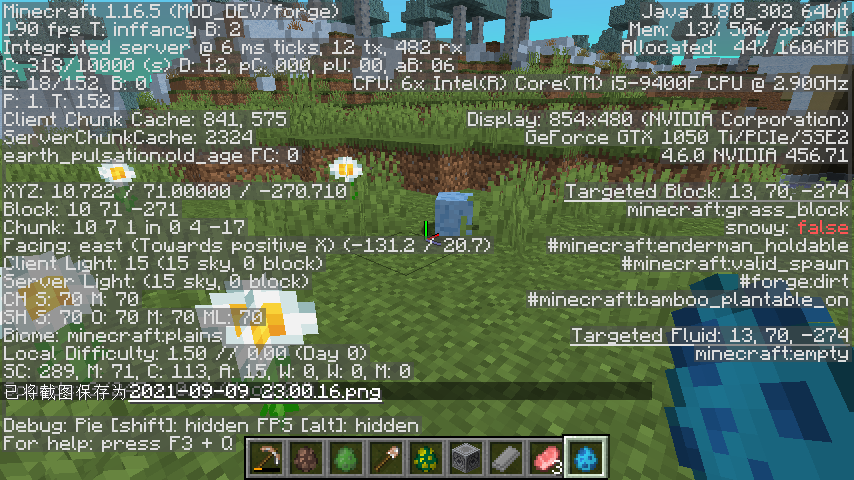 Minecraft 1.16.5 (MOD_DEV/forge)
190 fps T: inffancy B: 2
Integrated server @ 6 ms ticks, 12 tx, 482 rx
C: 318/10000 (s) D: 12, pC: 000, pU: 00, aB: 06
E: 18/152, B: 0
P: 1. T: 152
Client Chunk Cache: 841, 575
ServerChunkCache: 2324
earth_pulsation:old_age FC: 0
XYZ: 10.724 / 71.00000 / -270.710
Block: 10 71 -271
Chunk: 10 7 1 in 0 4 -17
Facing: east (Towards positive X) (-131.2 / 20.7)
Client Light: 15 (15 sky, 0 block)
Server Light: (15 sky, 0 block)
CH S: 70 M: 70
SH S: 70 O: 70 M: 70 ML: 70
Biome: minecraft:plains
Local Difficulty: 1.50 // 0.00 (Day 0)
SC: 289, M: 71, C: 113, A: 15, W: 0, W: 0, M: 0
已将截图保存为2021-09-09_23.00.16.png
Debug: Pie [shift]: hidden FPS [alt]: hidden
For help: press F3 + Q
Java: 1.8.0_302 64bit
Mem: 13% 506/3630MB
Allocated: 44% 1606MB
CPU: 6x Intel(R) Core(TM) i5-9400F CPU @ 2.90GHz
Display: 854x480 (NVIDIA Corporation)
GeForce GTX 1050 Ti/PCIe/SSE2
4.6.0 NVIDIA 456.71
Targeted Block: 13, 70, -274
minecraft:grass_block
snowy: false
#minecraft:enderman_holdable
#minecraft:valid_spawn
#forge:dirt
#minecraft:bamboo_plantable_on
Targeted Fluid: 13, 70, -274
minecraft:empty
3